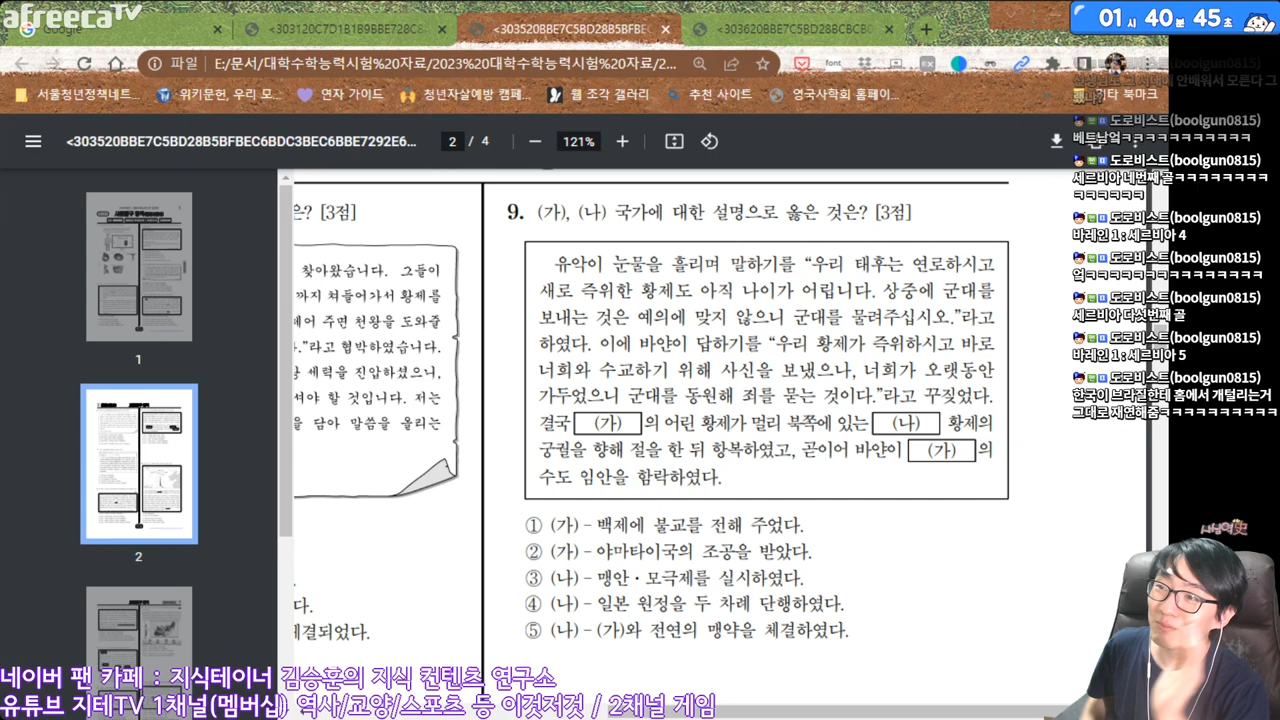 afreecaTV
Google
<303120C7D1B1B9BBE728C8
<303520BBE7C5BD28B5BFBEC
<303620BBE7C5BD28BCBCB0
01시 40분 45초
파일
E:/문서/대학수학능력시험%20자료/2023%20대학수학능력시험%20자료/2...
서울청년정책네트...
위키문헌, 우리 모...
연자 가이드
청년자살예방 캠페...
웹 조각 갤러리
추천 사이트
영국사학회 홈페이...
기타 북마크
<303520BBE7C5BD28B5BFBEC6BDC3BEC6BBE7292E6...
2 / 4
121%
도로비스트(boolgun0815)
베트남엌ㅋㅋㅋㅋㅋㅋㅋㅋㅋㅋㅋ
도로비스트(boolgun0815)
세르비아 네번째 골ㅋㅋㅋㅋㅋㅋㅋㅋ
ㅋㅋㅋㅋㅋㅋ
도로비스트(boolgun0815)
바레인 1 : 세르비아 4
도로비스트(boolgun0815)
엌ㅋㅋㅋㅋㅋㅋㅋㅋㅋㅋㅋㅋㅋㅋㅋ
도로비스트(boolgun0815)
세르비아 다섯번째 골
도로비스트(boolgun0815)
바레인 1 : 세르비아 5
도로비스트(boolgun0815)
한국이 브라질한테 홈에서 개털리는거
그대로 재연해줌ㅋㅋㅋㅋㅋㅋㅋㅋㅋ
1
2
은? [3점]
찾아왔습니다. 그들이
까지 쳐들어가서 황제를
베어 주면 천왕을 도와줄
."라고 협박하였습니다.
세력을 진압하셨으니,
셔야 할 것입니다. 저는
을 담아 말씀을 올리는
다.
체결되었다.
9. (가), (나) 국가에 대한 설명으로 옳은 것은? [3점]
유악이 눈물을 흘리며 말하기를 "우리 태후는 연로하시고
새로 즉위한 황제도 아직 나이가 어립니다. 상중에 군대를
보내는 것은 예의에 맞지 않으니 군대를 물려주십시오."라고
하였다. 이에 바얀이 답하기를 "우리 황제가 즉위하시고 바로
너희와 수교하기 위해 사신을 보냈으나, 너희가 오랫동안
가두었으니 군대를 동원해 죄를 묻는 것이다."라고 꾸짖었다.
결국 (가) 의 어린 황제가 멀리 북쪽에 있는 (나) 황제의
궁궐을 향해 절을 한 뒤 항복하였고, 곧이어 바얀이 (가) 의
수도 임안을 함락하였다.
① (가) - 백제에 불교를 전해 주었다.
② (가) - 야마타이국의 조공을 받았다.
③ (나) - 맹안·모극제를 실시하였다.
④ (나) - 일본 원정을 두 차례 단행하였다.
⑤ (나) - (가)와 전연의 맹약을 체결하였다.
네이버 팬 카페 : 지식테이너 김승훈의 지식 컨텐츠 연구소
유튜브 지테TV 1채널(멤버십) 역사/교양/스포츠 등 이것저것 / 2채널 게임